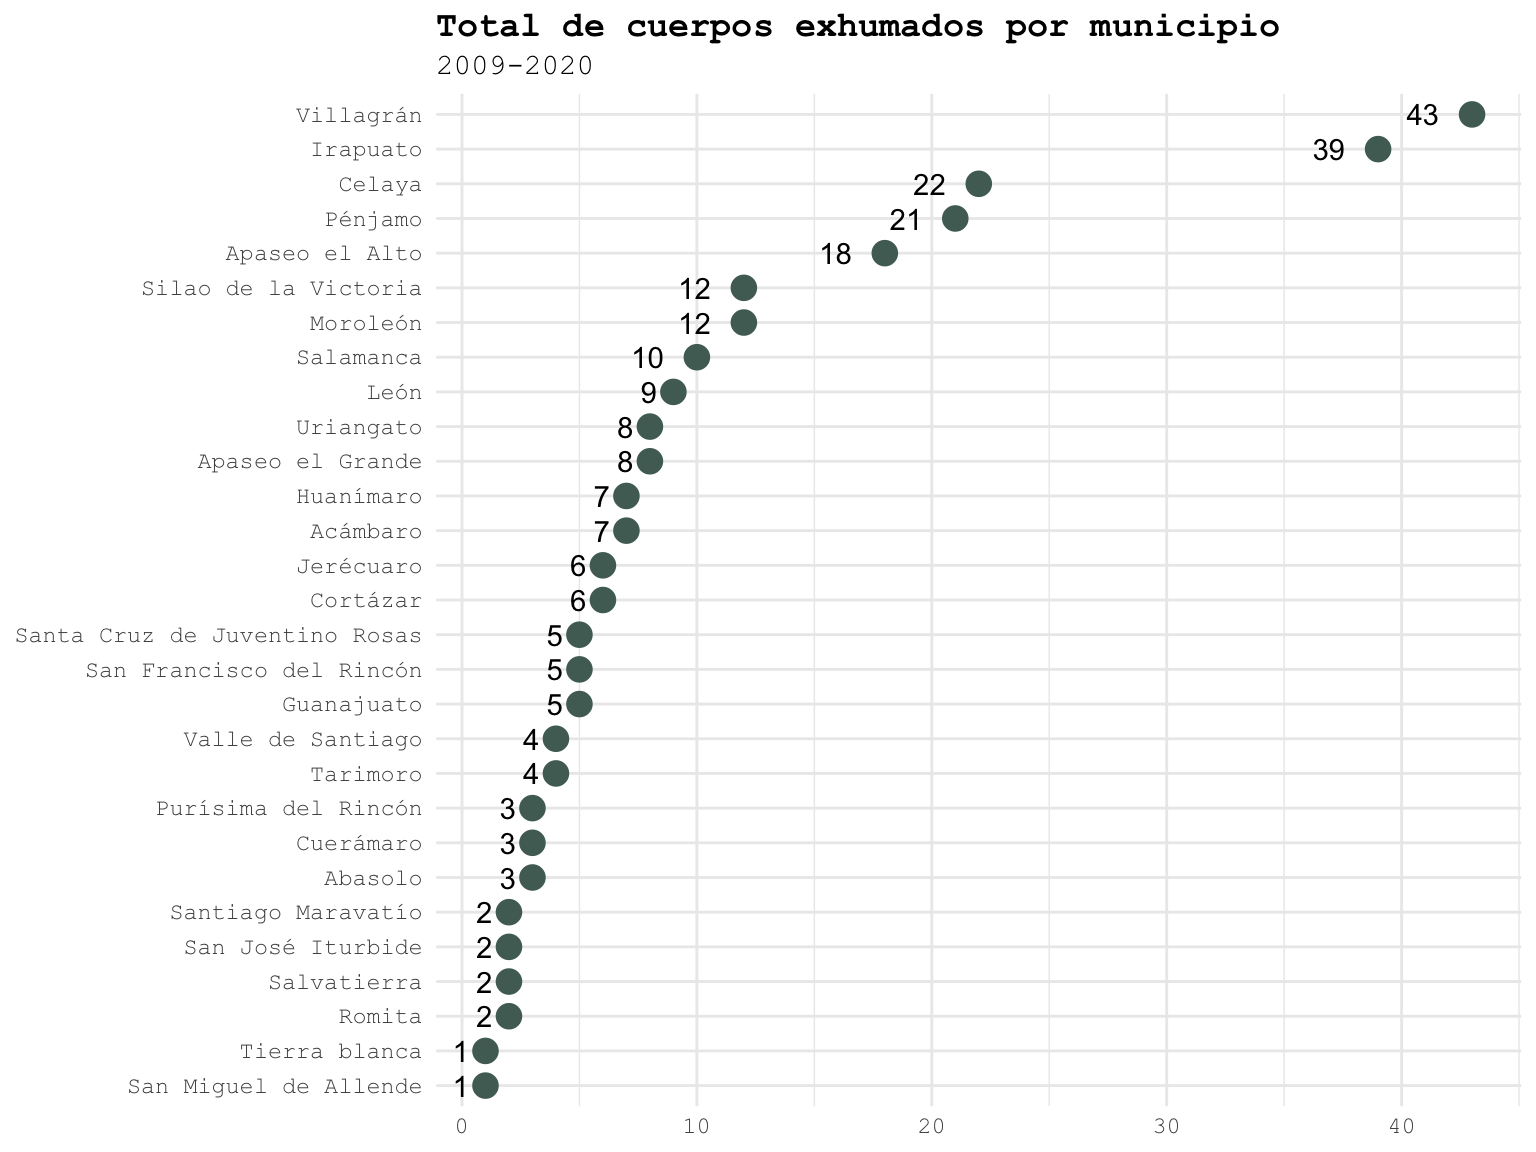 Total de cuerpos exhumados por municipio
2009-2020
Villagrán 43
Irapuato 39
Celaya 22
Pénjamo 21
Apaseo el Alto 18
Silao de la Victoria 12
Moroleón 12
Salamanca 10
León 9
Uriangato 8
Apaseo el Grande 8
Huanímaro 7
Acámbaro 7
Jerécuaro 6
Cortázar 6
Santa Cruz de Juventino Rosas 5
San Francisco del Rincón 5
Guanajuato 5
Valle de Santiago 4
Tarimoro 4
Purísima del Rincón 3
Cuerámaro 3
Abasolo 3
Santiago Maravatío 2
San José Iturbide 2
Salvatierra 2
Romita 2
Tierra blanca 1
San Miguel de Allende 1
0 10 20 30 40